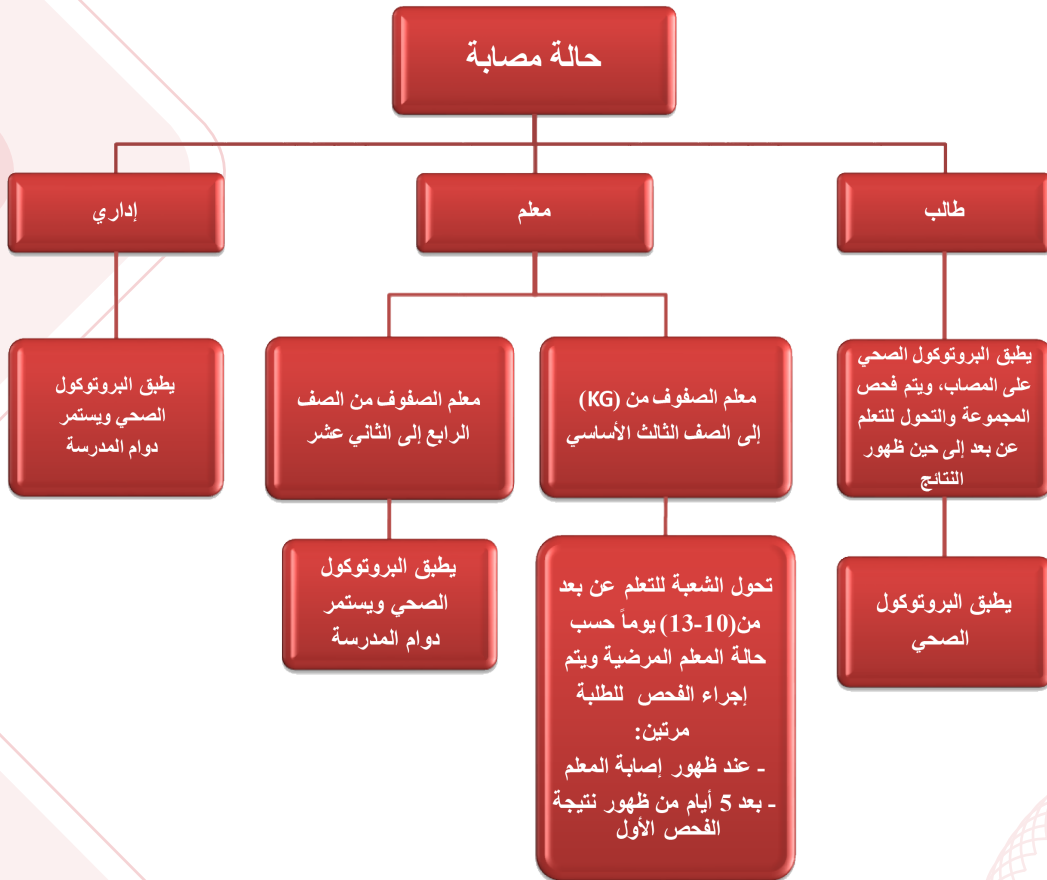 حالة مصابة
طالب
معلم
إداري
يطبق البروتوكول الصحي
على المصاب، ويتم فحص
المجموعة والتحول للتعلم
عن بعد إلى حين ظهور
النتائج
معلم الصفوف من (KG)
إلى الصف الثالث الأساسي
معلم الصفوف من الصف
الرابع إلى الثاني عشر
يطبق البروتوكول
الصحي ويستمر
دوام المدرسة
يطبق البروتوكول
الصحي
تحول الشعبة للتعلم عن بعد
من(10-13) يوماً حسب
حالة المعلم المرضية ويتم
إجراء الفحص للطلبة
مرتين:
- عند ظهور إصابة المعلم
- بعد 5 أيام من ظهور نتيجة
الفحص الأول
يطبق البروتوكول
الصحي ويستمر
دوام المدرسة